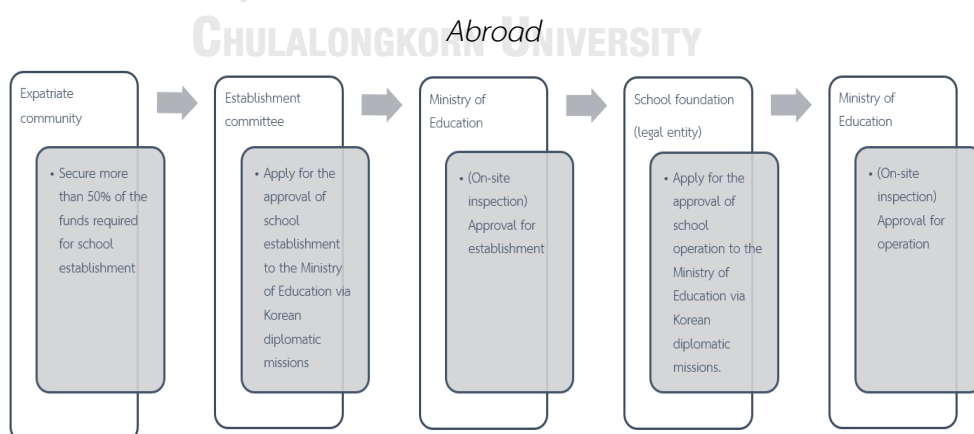 Abroad
CHULALONGKORN UNIVERSITY
Expatriate
community
• Secure more
than 50% of the
funds required
for school
establishment
Establishment
committee
• Apply for the
approval of
school
establishment
to the Ministry
of Education via
Korean
diplomatic
missions
Ministry of
Education
• (On-site
inspection)
Approval for
establishment
School foundation
(legal entity)
• Apply for the
approval of
school
operation to the
Ministry of
Education via
Korean
diplomatic
missions.
Ministry of
Education
• (On-site
inspection)
Approval for
operation